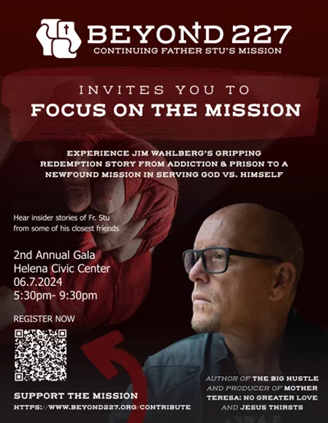 BEYOND 227
CONTINUING FATHER STU'S MISSION
INVITES YOU TO
FOCUS ON THE MISSION
EXPERIENCE JIM WAHLBERG'S GRIPPING
REDEMPTION STORY FROM ADDICTION & PRISON TO A
NEWFOUND MISSION IN SERVING GOD VS. HIMSELF
Hear insider stories of Fr. Stu
from some of his closest friends
2nd Annual Gala
Helena Civic Center
06.7.2024
5:30pm- 9:30pm
REGISTER NOW
SUPPORT THE MISSION
HTTPS://WWW.BEYOND227.ORG/CONTRIBUTE
AUTHOR OF THE BIG HUSTLE
AND PRODUCER OF MOTHER
TERESA: NO GREATER LOVE
AND JESUS THIRSTS